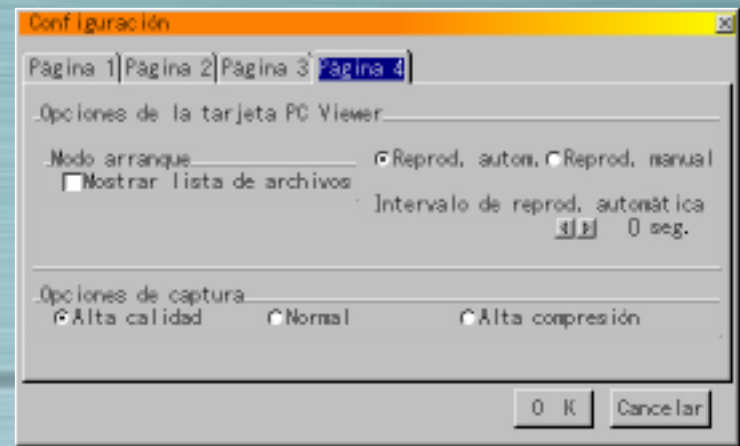 Configuración
Página 1 Página 2 Página 3 Página 4
Opciones de la tarjeta PC Viewer
Modo arranque
Mostrar lista de archivos
Reprod. autom. Reprod. manual
Intervalo de reprod. automática
0 seg.
Opciones de captura
Alta calidad Normal Alta compresión
O K Cancelar